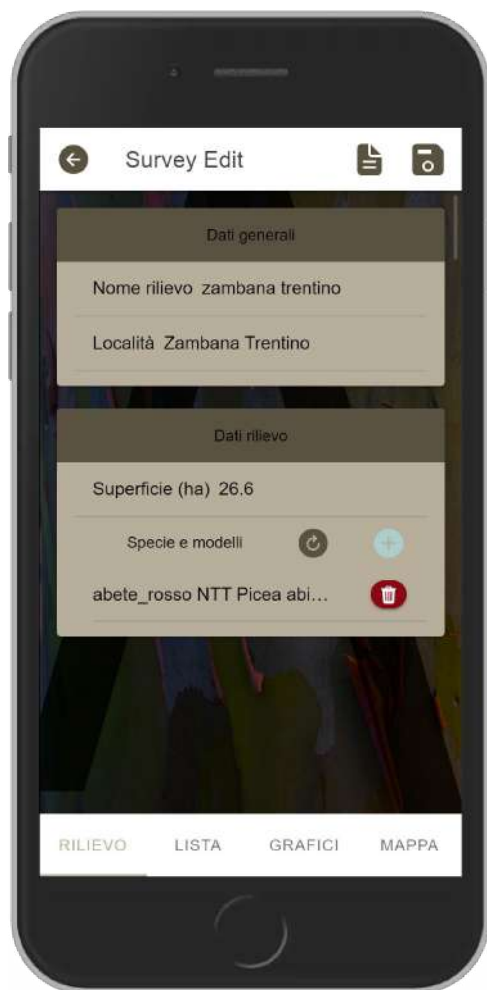 Survey Edit
Dati generali
Nome rilievo zambana trentino
Località Zambana Trentino
Dati rilievo
Superficie (ha) 26.6
Specie e modelli
abete_rosso NTT Picea abi...
RILIEVO LISTA GRAFICI MAPPA